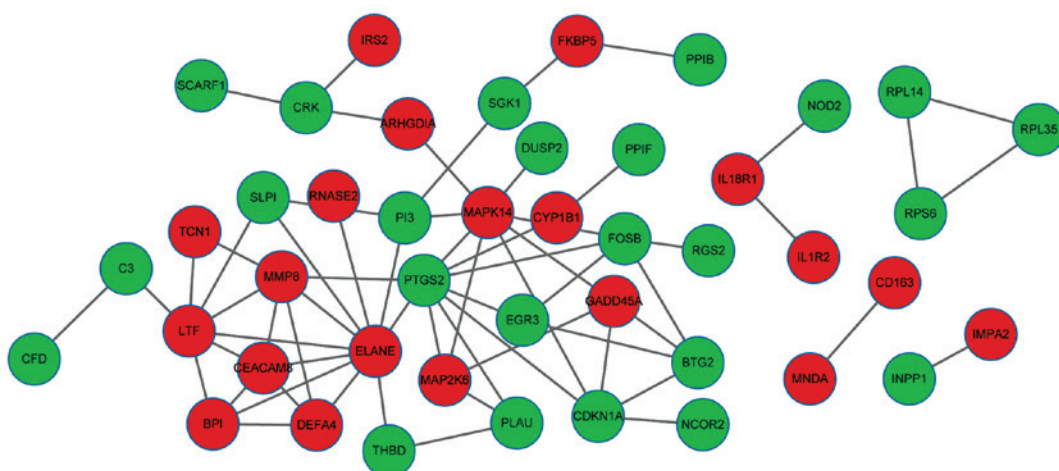 IRS2
FKBP5
PPIB
SCARF1
CRK
SGK1
NOD2
RPL14
ARHGDIA
RPL35
DUSP2
PPIF
IL18R1
SLPI
RNASE2
PI3
MAPK14
CYP1B1
RPS6
TCN1
FOSB
RGS2
IL1R2
C3
MMP8
PTGS2
CD163
GADD45A
LTF
EGR3
IMPA2
CFD
ELANE
CEACAM8
MAP2K6
BTG2
MNDA
INPP1
BPI
DEFA4
PLAU
CDKN1A
NCOR2
THBD